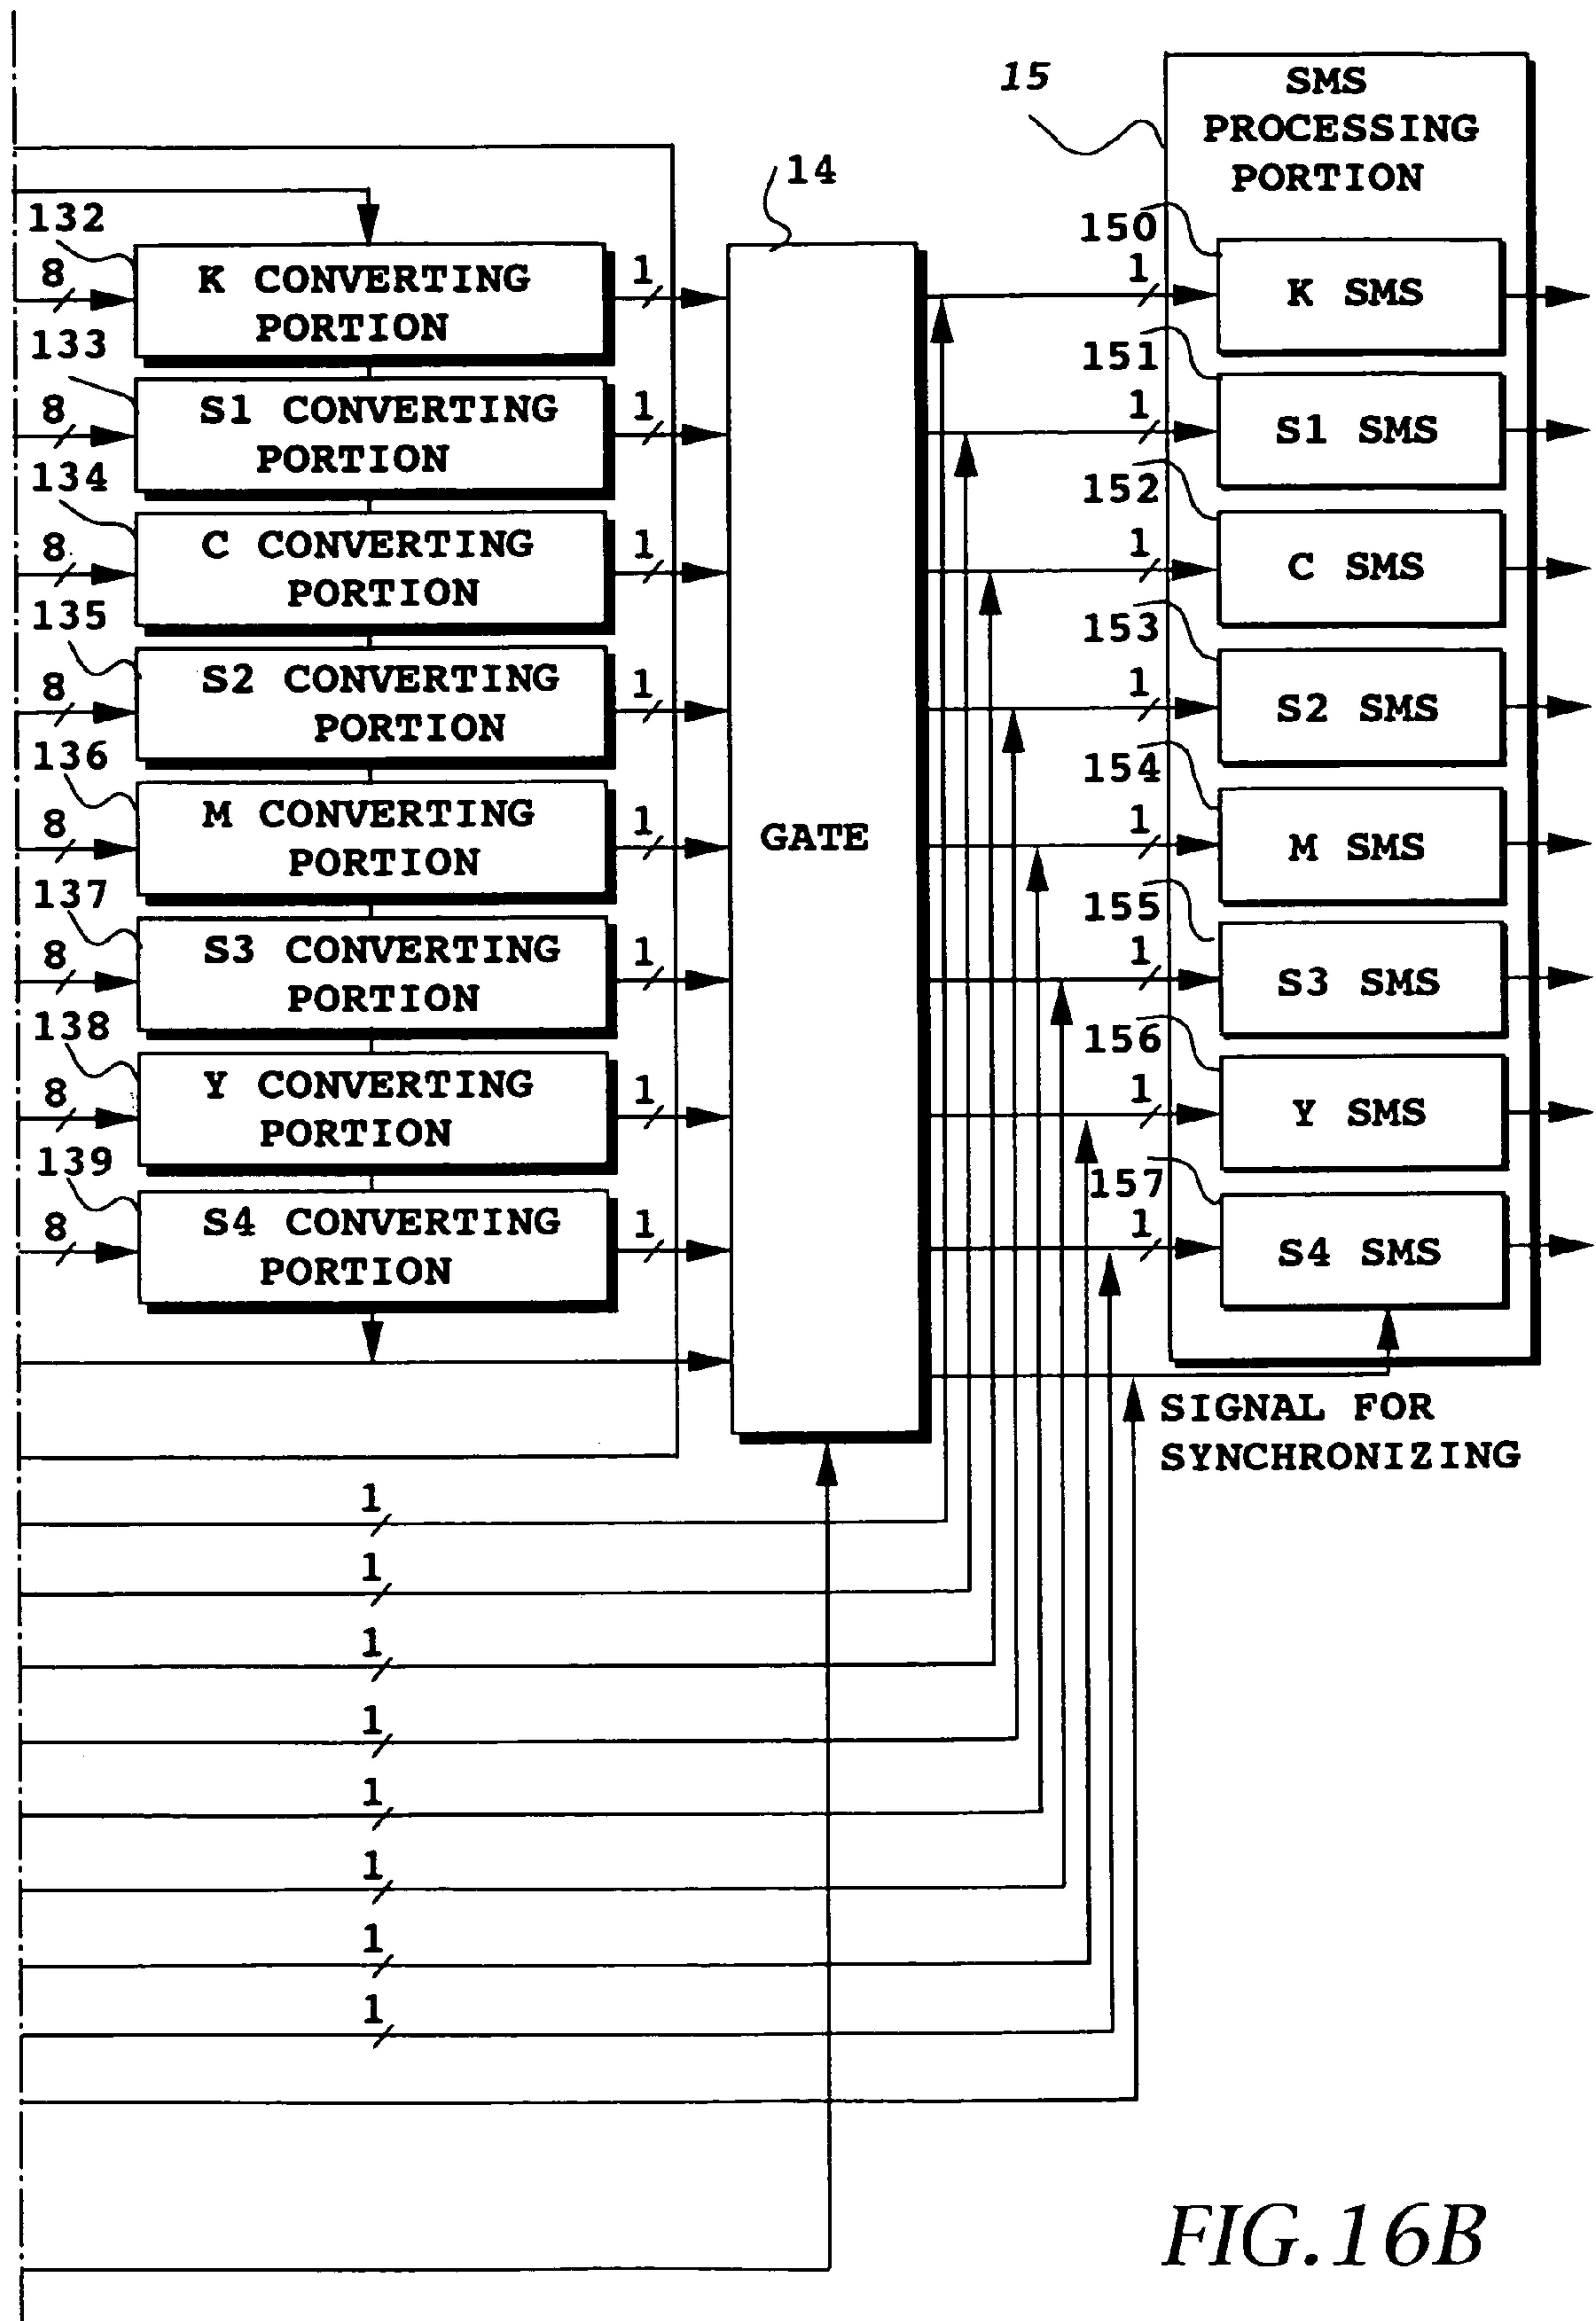 15
SMS
PROCESSING
PORTION
14
132
8
K CONVERTING
PORTION
1
150
1
K SMS
133
8
S1 CONVERTING
PORTION
1
151
1
S1 SMS
134
8
C CONVERTING
PORTION
1
152
1
C SMS
135
8
S2 CONVERTING
PORTION
1
153
1
S2 SMS
136
8
M CONVERTING
PORTION
1
GATE
154
1
M SMS
137
8
S3 CONVERTING
PORTION
1
155
1
S3 SMS
138
8
Y CONVERTING
PORTION
1
156
1
Y SMS
139
8
S4 CONVERTING
PORTION
1
157
1
S4 SMS
SIGNAL FOR
SYNCHRONIZING
1
1
1
1
1
1
1
1
FIG.16B